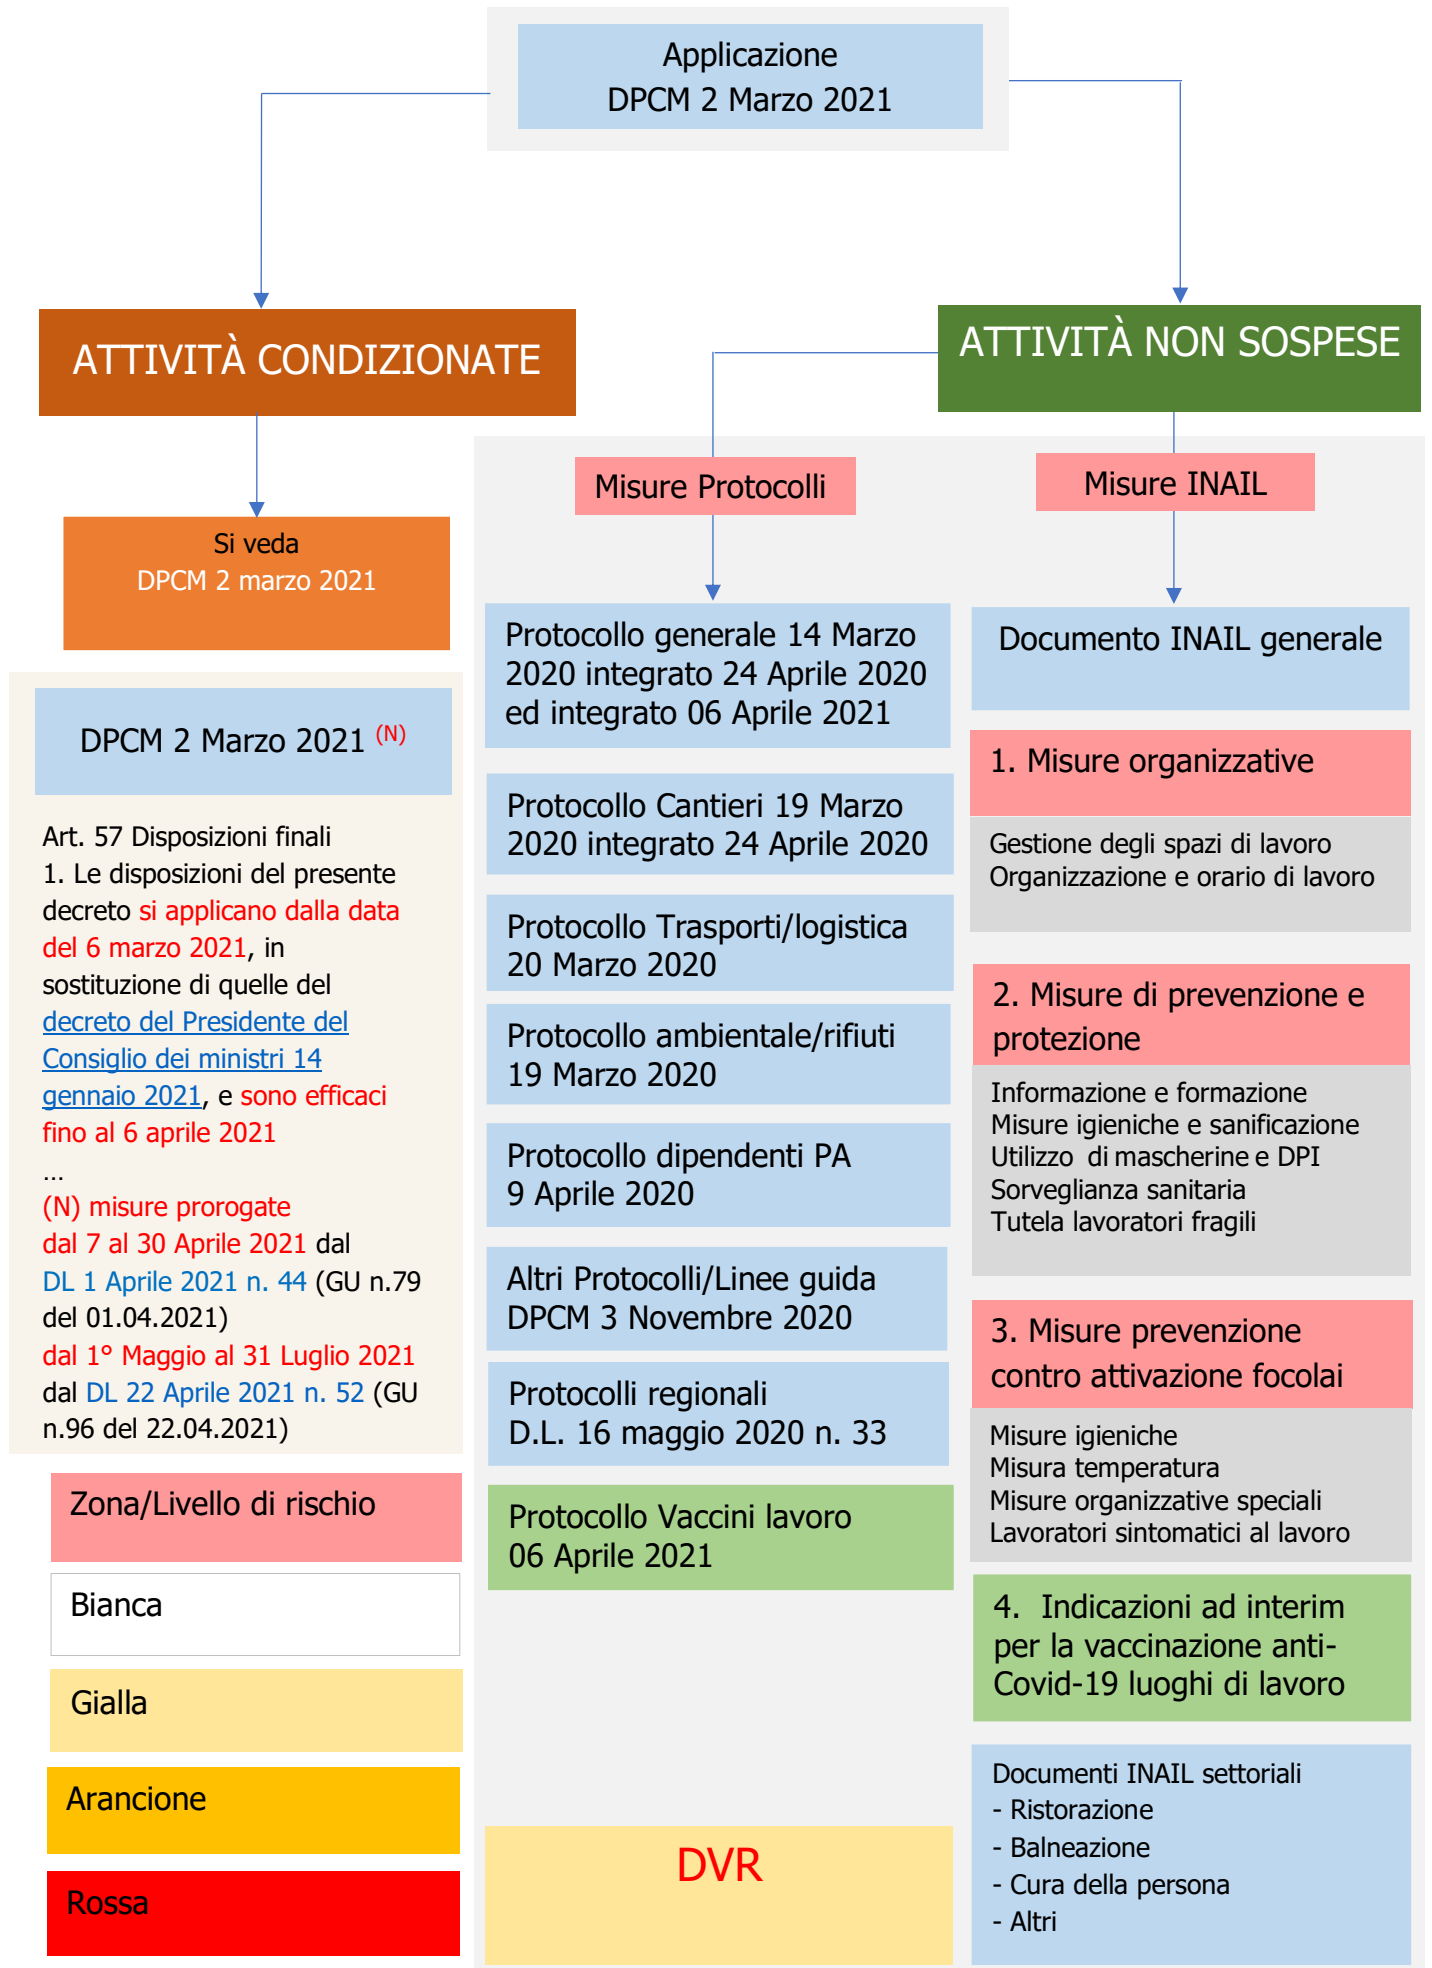 Applicazione
DPCM 2 Marzo 2021
ATTIVITÀ CONDIZIONATE
ATTIVITÀ NON SOSPESE
Si veda
DPCM 2 marzo 2021
DPCM 2 Marzo 2021 (N)
Art. 57 Disposizioni finali
1. Le disposizioni del presente
decreto si applicano dalla data
del 6 marzo 2021, in
sostituzione di quelle del
decreto del Presidente del
Consiglio dei ministri 14
gennaio 2021, e sono efficaci
fino al 6 aprile 2021
…
(N) misure prorogate
dal 7 al 30 Aprile 2021 dal
DL 1 Aprile 2021 n. 44 (GU n.79
del 01.04.2021)
dal 1° Maggio al 31 Luglio 2021
dal DL 22 Aprile 2021 n. 52 (GU
n.96 del 22.04.2021)
Zona/Livello di rischio
Bianca
Gialla
Arancione
Rossa
Misure Protocolli
Protocollo generale 14 Marzo
2020 integrato 24 Aprile 2020
ed integrato 06 Aprile 2021
Protocollo Cantieri 19 Marzo
2020 integrato 24 Aprile 2020
Protocollo Trasporti/logistica
20 Marzo 2020
Protocollo ambientale/rifiuti
19 Marzo 2020
Protocollo dipendenti PA
9 Aprile 2020
Altri Protocolli/Linee guida
DPCM 3 Novembre 2020
Protocolli regionali
D.L. 16 maggio 2020 n. 33
Protocollo Vaccini lavoro
06 Aprile 2021
DVR
Misure INAIL
Documento INAIL generale
1. Misure organizzative
Gestione degli spazi di lavoro
Organizzazione e orario di lavoro
2. Misure di prevenzione e
protezione
Informazione e formazione
Misure igieniche e sanificazione
Utilizzo di mascherine e DPI
Sorveglianza sanitaria
Tutela lavoratori fragili
3. Misure prevenzione
contro attivazione focolai
Misure igieniche
Misura temperatura
Misure organizzative speciali
Lavoratori sintomatici al lavoro
4. Indicazioni ad interim
per la vaccinazione anti-
Covid-19 luoghi di lavoro
Documenti INAIL settoriali
- Ristorazione
- Balneazione
- Cura della persona
- Altri